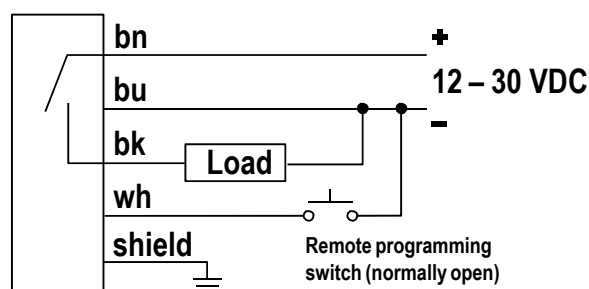 bn
+
12 – 30 VDC
bu
–
bk
Load
wh
shield
Remote programming
switch (normally open)